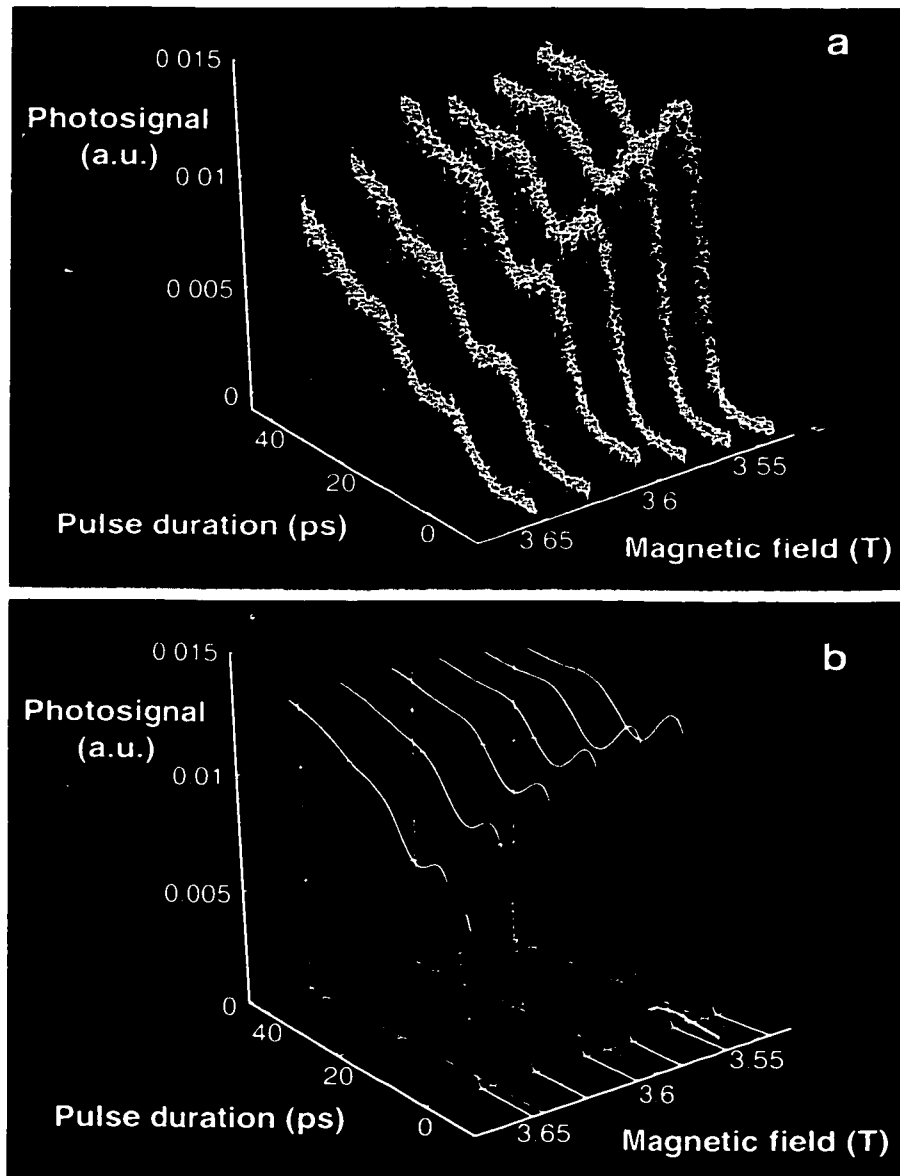 a
0 015
Photosignal
(a.u.)
0 01
0 005
0
40
20
0
Pulse duration (ps)
3 65
3 6
3 55
Magnetic field (T)
b
0 015
Photosignal
(a.u.)
0 01
0.005
0
40
20
0
Pulse duration (ps)
3.65
3 6
3.55
Magnetic field (T)